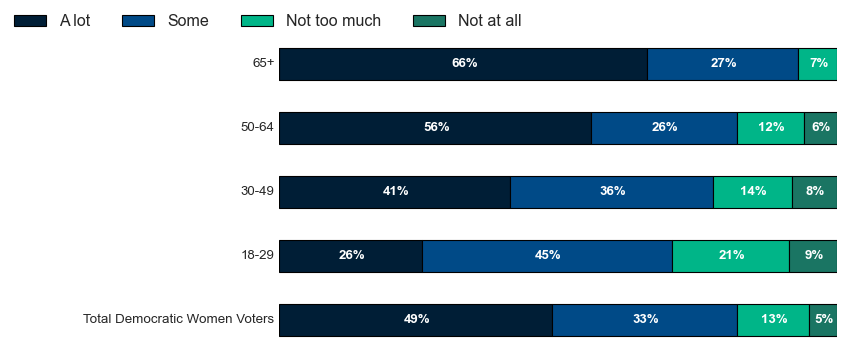 A lot Some Not too much Not at all
65+ 66% 27% 7%
50-64 56% 26% 12% 6%
30-49 41% 36% 14% 8%
18-29 26% 45% 21% 9%
Total Democratic Women Voters 49% 33% 13% 5%